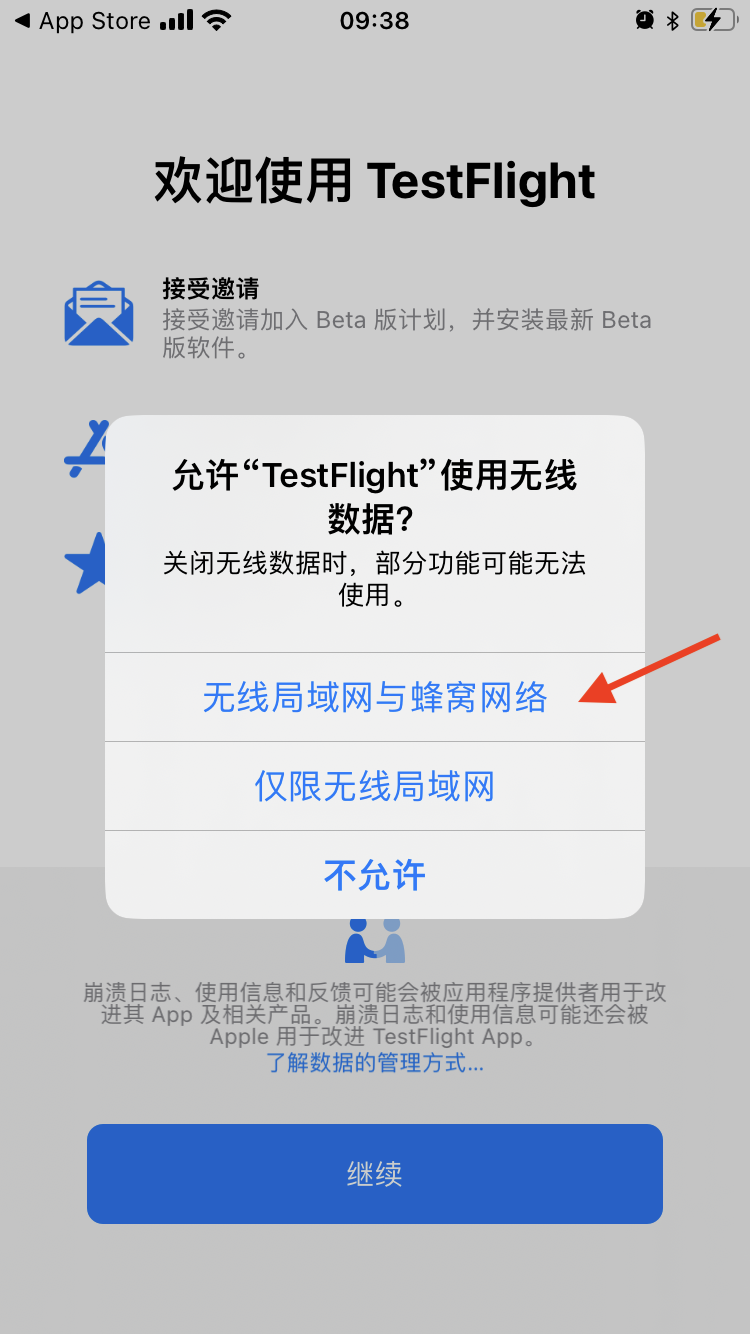 App Store
09:38
欢迎使用 TestFlight
接受邀请
接受邀请加入 Beta 版计划，并安装最新 Beta
版软件。
允许“TestFlight”使用无线
数据？
关闭无线数据时，部分功能可能无法
使用。
无线局域网与蜂窝网络
仅限无线局域网
不允许
崩溃日志、使用信息和反馈可能会被应用程序提供者用于改
进其 App 及相关产品。崩溃日志和使用信息可能还会被
Apple 用于改进 TestFlight App。
了解数据的管理方式...
继续